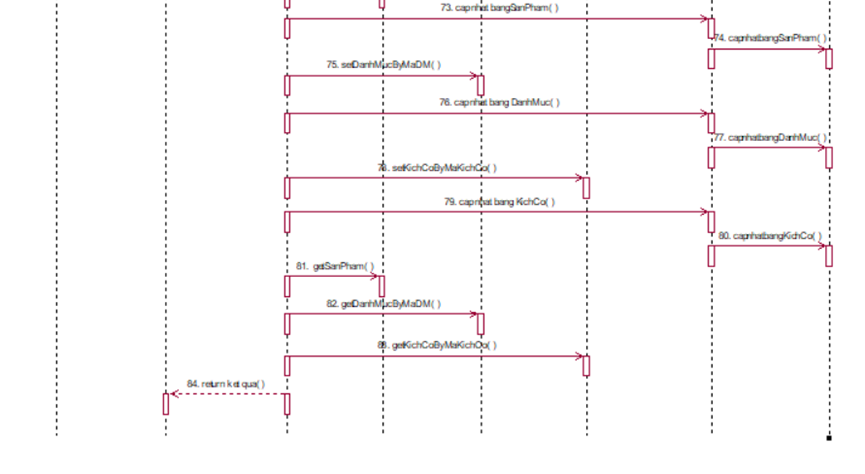 73. capnhat bangSanPham( )
74. capnhatbangSanPham( )
75. setDanhMucByMaDM( )
76. capnhat bang DanhMuc( )
77. capnhatbangDanhMuc( )
78. setKichCoByMaKichCo( )
79. capnhat bang KichCo( )
80. capnhatbangKichCo( )
81. getSanPham( )
82. getDanhMucByMaDM( )
83. getKichCoByMaKichCo( )
84. return ket qua( )